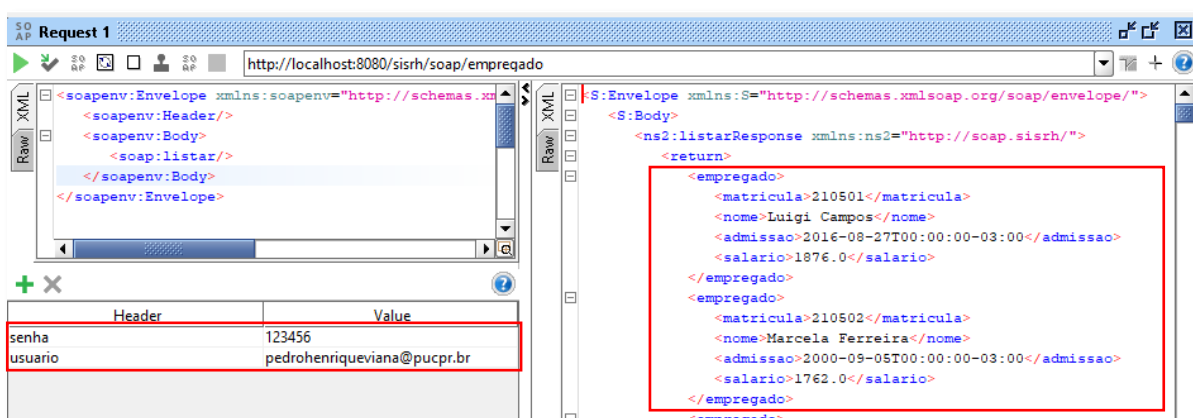 SO AP Request 1
SO AP SO AP http://localhost:8080/sisrh/soap/empregado
XML
Raw
<soapenv:Envelope xmlns:soapenv="http://schemas.xm
<soapenv:Header/>
<soapenv:Body>
<soap:listar/>
</soapenv:Body>
</soapenv:Envelope>
Header Value
senha 123456
usuario pedrohenriqueviana@pucpr.br
XML
Raw
<S:Envelope xmlns:S="http://schemas.xmlsoap.org/soap/envelope/">
<S:Body>
<ns2:listarResponse xmlns:ns2="http://soap.sisrh/">
<return>
<empregado>
<matricula>210501</matricula>
<nome>Luigi Campos</nome>
<admissao>2016-08-27T00:00:00-03:00</admissao>
<salario>1876.0</salario>
</empregado>
<empregado>
<matricula>210502</matricula>
<nome>Marcela Ferreira</nome>
<admissao>2000-09-05T00:00:00-03:00</admissao>
<salario>1762.0</salario>
</empregado>